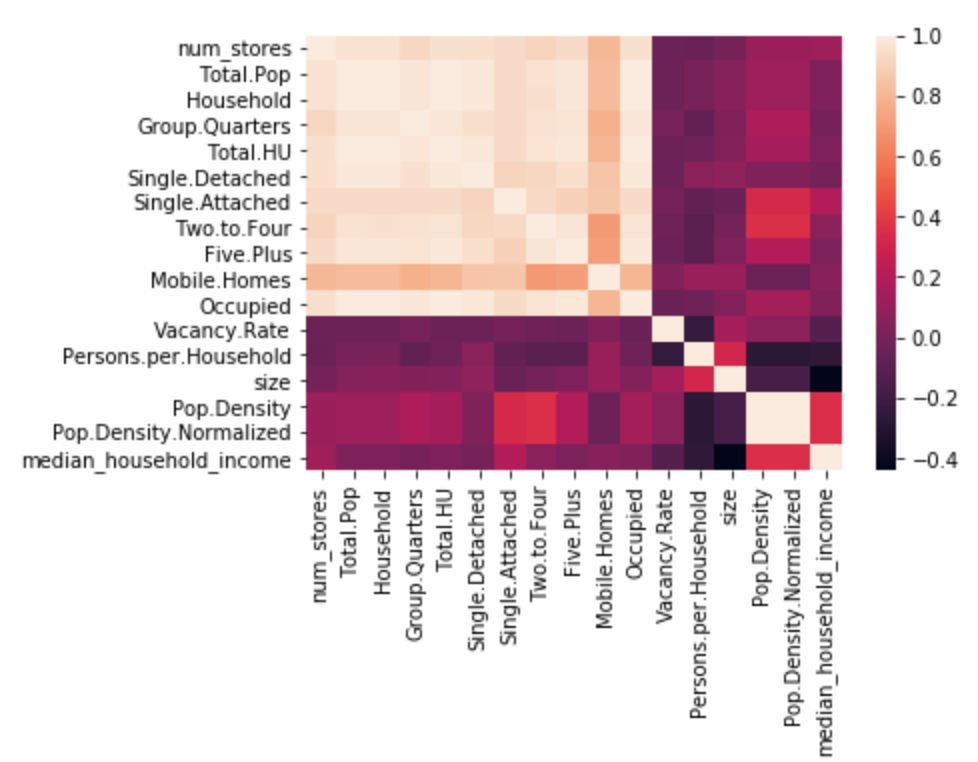 num_stores
Total.Pop
Household
Group.Quarters
Total.HU
Single.Detached
Single.Attached
Two.to.Four
Five.Plus
Mobile.Homes
Occupied
Vacancy.Rate
Persons.per.Household
size
Pop.Density
Pop.Density.Normalized
median_household_income
num_stores
Total.Pop
Household
Group.Quarters
Total.HU
Single.Detached
Single.Attached
Two.to.Four
Five.Plus
Mobile.Homes
Occupied
Vacancy.Rate
Persons.per.Household
size
Pop.Density
Pop.Density.Normalized
median_household_income
1.0
0.8
0.6
0.4
0.2
0.0
−0.2
−0.4